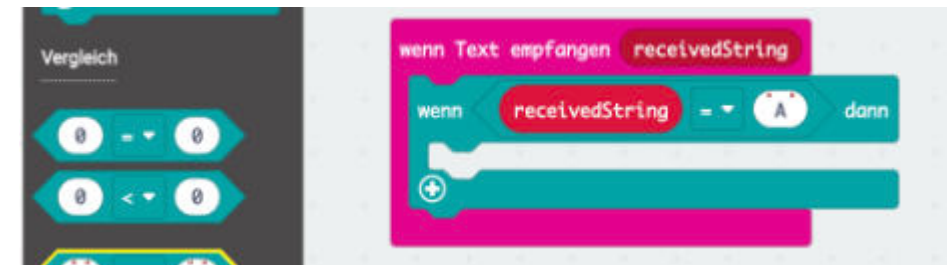 Vergleich
0 = 0
0 < 0
wenn Text empfangen receivedString
wenn receivedString = "A" dann